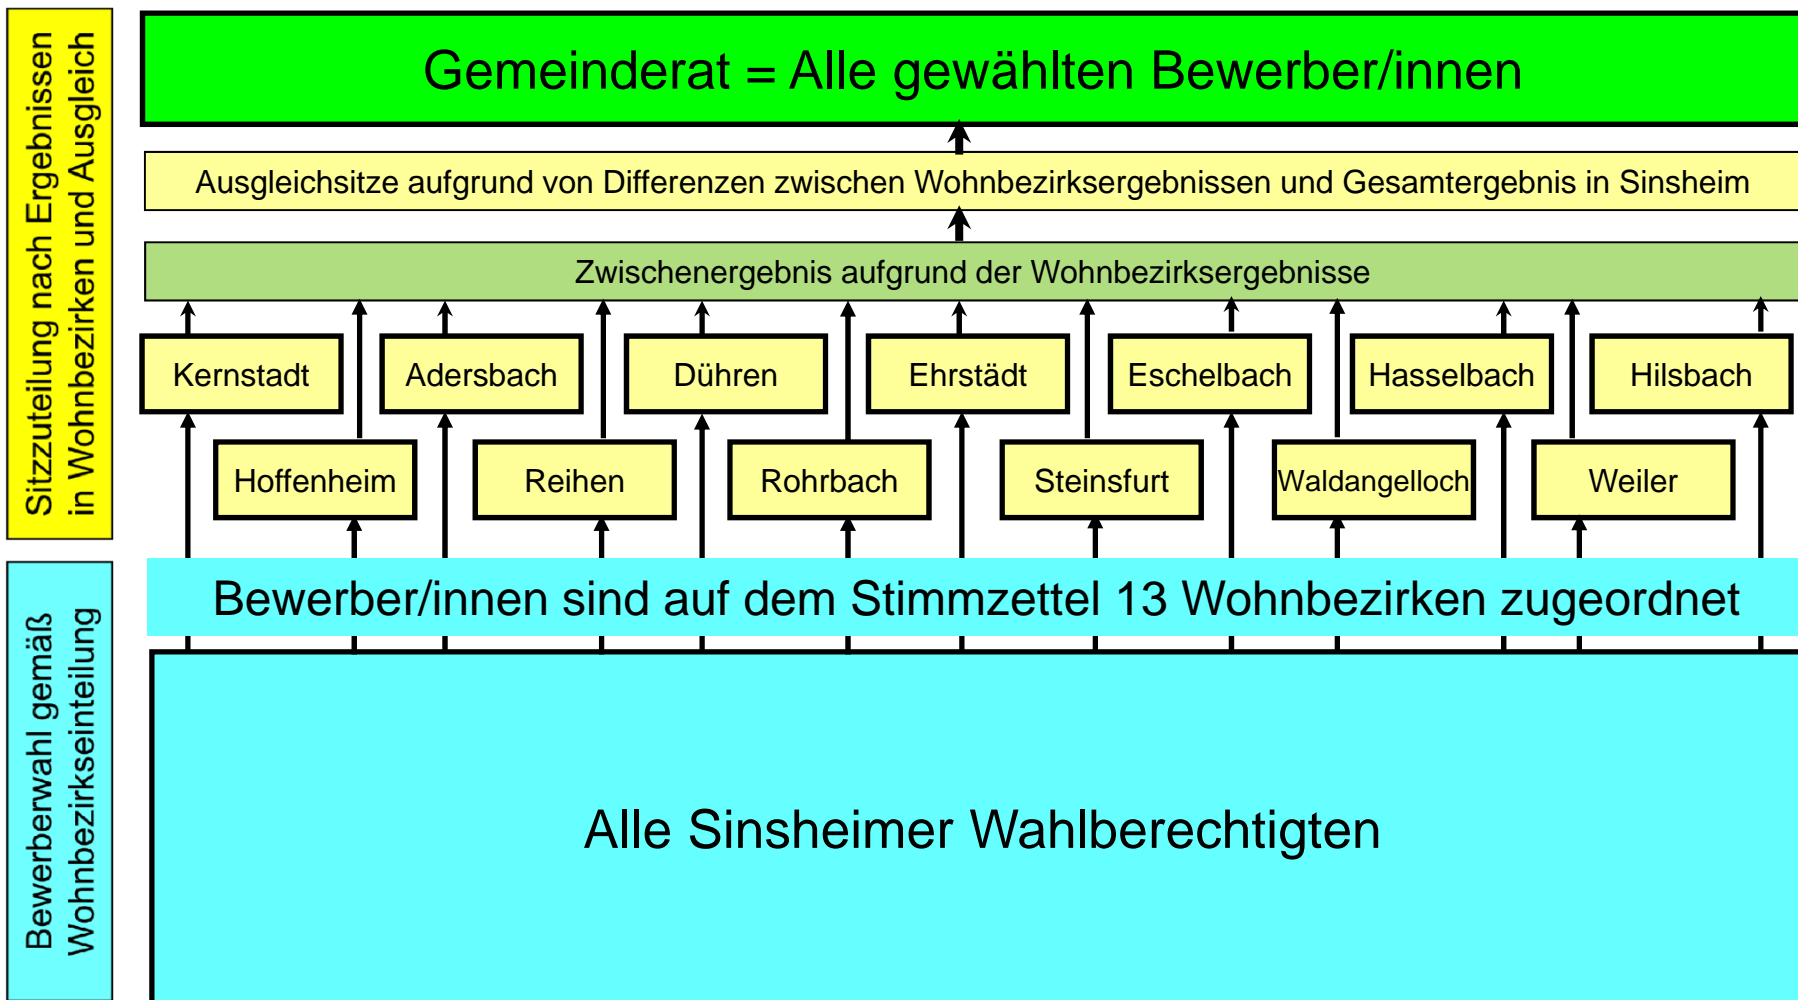 Sitzzuteilung nach Ergebnissen
in Wohnbezirken und Ausgleich
Gemeinderat = Alle gewählten Bewerber/innen
Ausgleichsitze aufgrund von Differenzen zwischen Wohnbezirksergebnissen und Gesamtergebnis in Sinsheim
Zwischenergebnis aufgrund der Wohnbezirksergebnisse
Kernstadt
Adersbach
Dühren
Ehrstädt
Eschelbach
Hasselbach
Hilsbach
Hoffenheim
Reihen
Rohrbach
Steinsfurt
Waldangelloch
Weiler
Bewerberwahl gemäß
Wohnbezirkseinteilung
Bewerber/innen sind auf dem Stimmzettel 13 Wohnbezirken zugeordnet
Alle Sinsheimer Wahlberechtigten